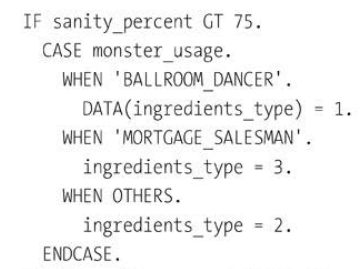 IF sanity_percent GT 75.
CASE monster_usage.
WHEN 'BALLROOM_DANCER'.
DATA(ingredients_type) = 1.
WHEN 'MORTGAGE_SALESMAN'.
ingredients_type = 3.
WHEN OTHERS.
ingredients_type = 2.
ENDCASE.